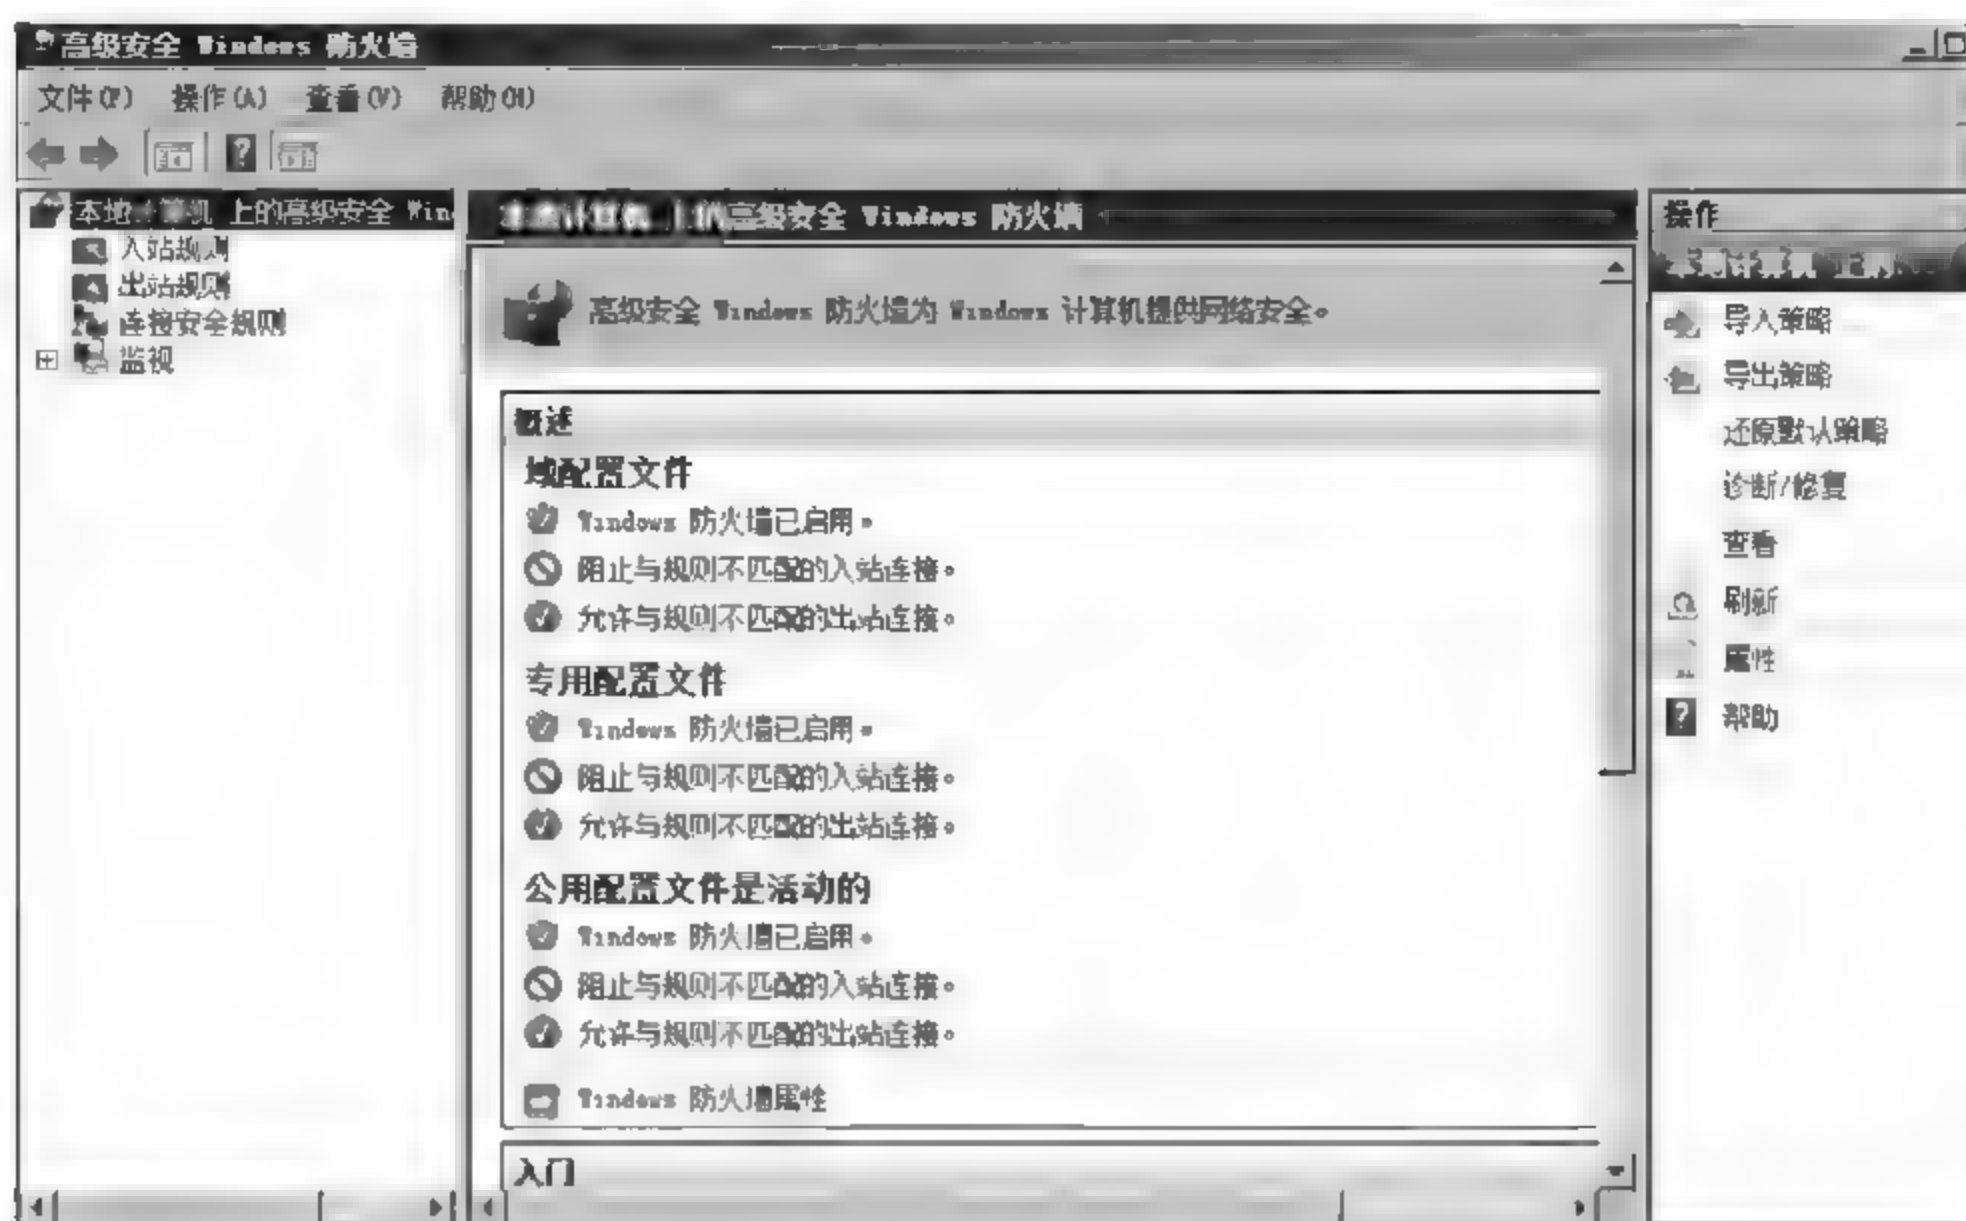 高级安全 Windows 防火墙
文件(F) 操作(A) 查看(V) 帮助(H)
本地计算机 上的高级安全 Win
入站规则
出站规则
连接安全规则
监视
本地计算机 上的高级安全 Windows 防火墙
高级安全 Windows 防火墙为 Windows 计算机提供网络安全。
概述
域配置文件
Windows 防火墙已启用。
阻止与规则不匹配的入站连接。
允许与规则不匹配的出站连接。
专用配置文件
Windows 防火墙已启用。
阻止与规则不匹配的入站连接。
允许与规则不匹配的出站连接。
公用配置文件是活动的
Windows 防火墙已启用。
阻止与规则不匹配的入站连接。
允许与规则不匹配的出站连接。
Windows 防火墙属性
入门
操作
导入策略
导出策略
还原默认策略
诊断/修复
查看
刷新
属性
帮助